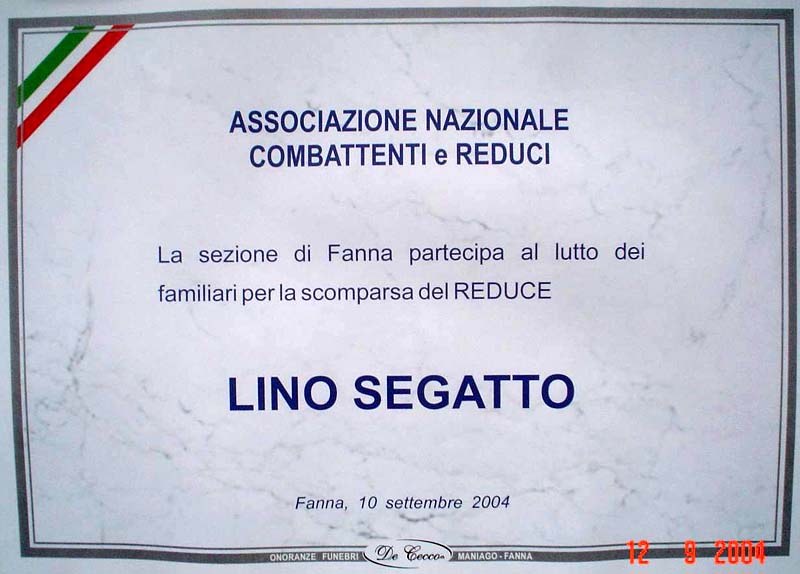 ASSOCIAZIONE NAZIONALE
COMBATTENTI e REDUCI
La sezione di Fanna partecipa al lutto dei
familiari per la scomparsa del REDUCE
LINO SEGATTO
Fanna, 10 settembre 2004
ONORANZE FUNEBRI De Cecco MANIAGO - FANNA
12 9 2004